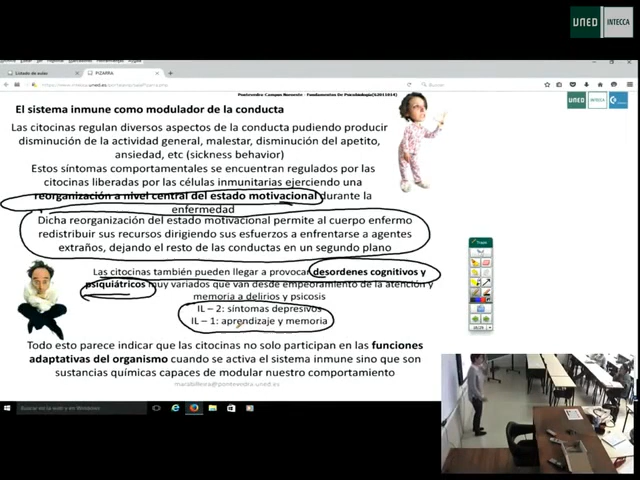 UNED
INTECCA
Listado de aulas
PIZARRA
Buscar
Pontevedra-Campus Noroeste - Fundamentos de Psicobiología(62011014)
UNED
INTECCA
El sistema inmune como modulador de la conducta
Las citocinas regulan diversos aspectos de la conducta pudiendo producir
disminución de la actividad general, malestar, disminución del apetito,
ansiedad, etc (sickness behavior)
Estos síntomas comportamentales se encuentran regulados por las
citocinas liberadas por las células inmunitarias ejerciendo una
reorganización a nivel central del estado motivacional durante la
enfermedad
Dicha reorganización del estado motivacional permite al cuerpo enfermo
redistribuir sus recursos dirigiendo sus esfuerzos a enfrentarse a agentes
extraños, dejando el resto de las conductas en un segundo plano
Las citocinas también pueden llegar a provocar desordenes cognitivos y
psiquiátricos muy variados que van desde empeoramiento de la atención y
memoria a delirios y psicosis
IL – 2: síntomas depresivos
IL – 1: aprendizaje y memoria
Todo esto parece indicar que las citocinas no solo participan en las funciones
adaptativas del organismo cuando se activa el sistema inmune sino que son
sustancias químicas capaces de modular nuestro comportamiento
Buscar en la web y en Windows